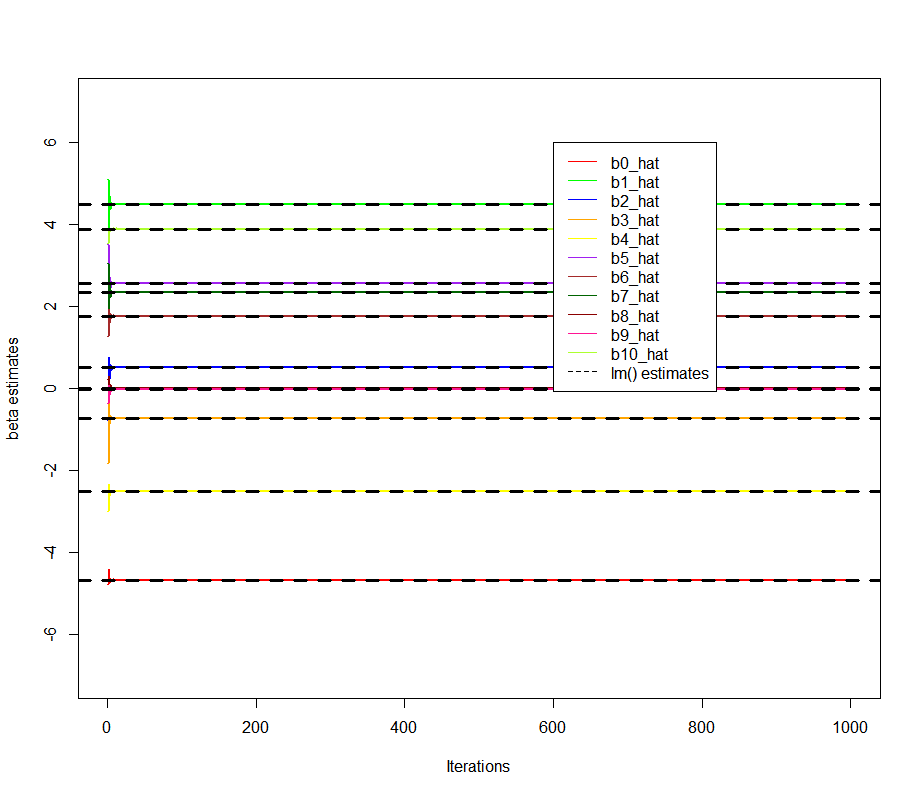 6
4
2
0
-2
-4
-6
beta estimates
b0_hat
b1_hat
b2_hat
b3_hat
b4_hat
b5_hat
b6_hat
b7_hat
b8_hat
b9_hat
b10_hat
lm() estimates
0
200
400
600
800
1000
Iterations